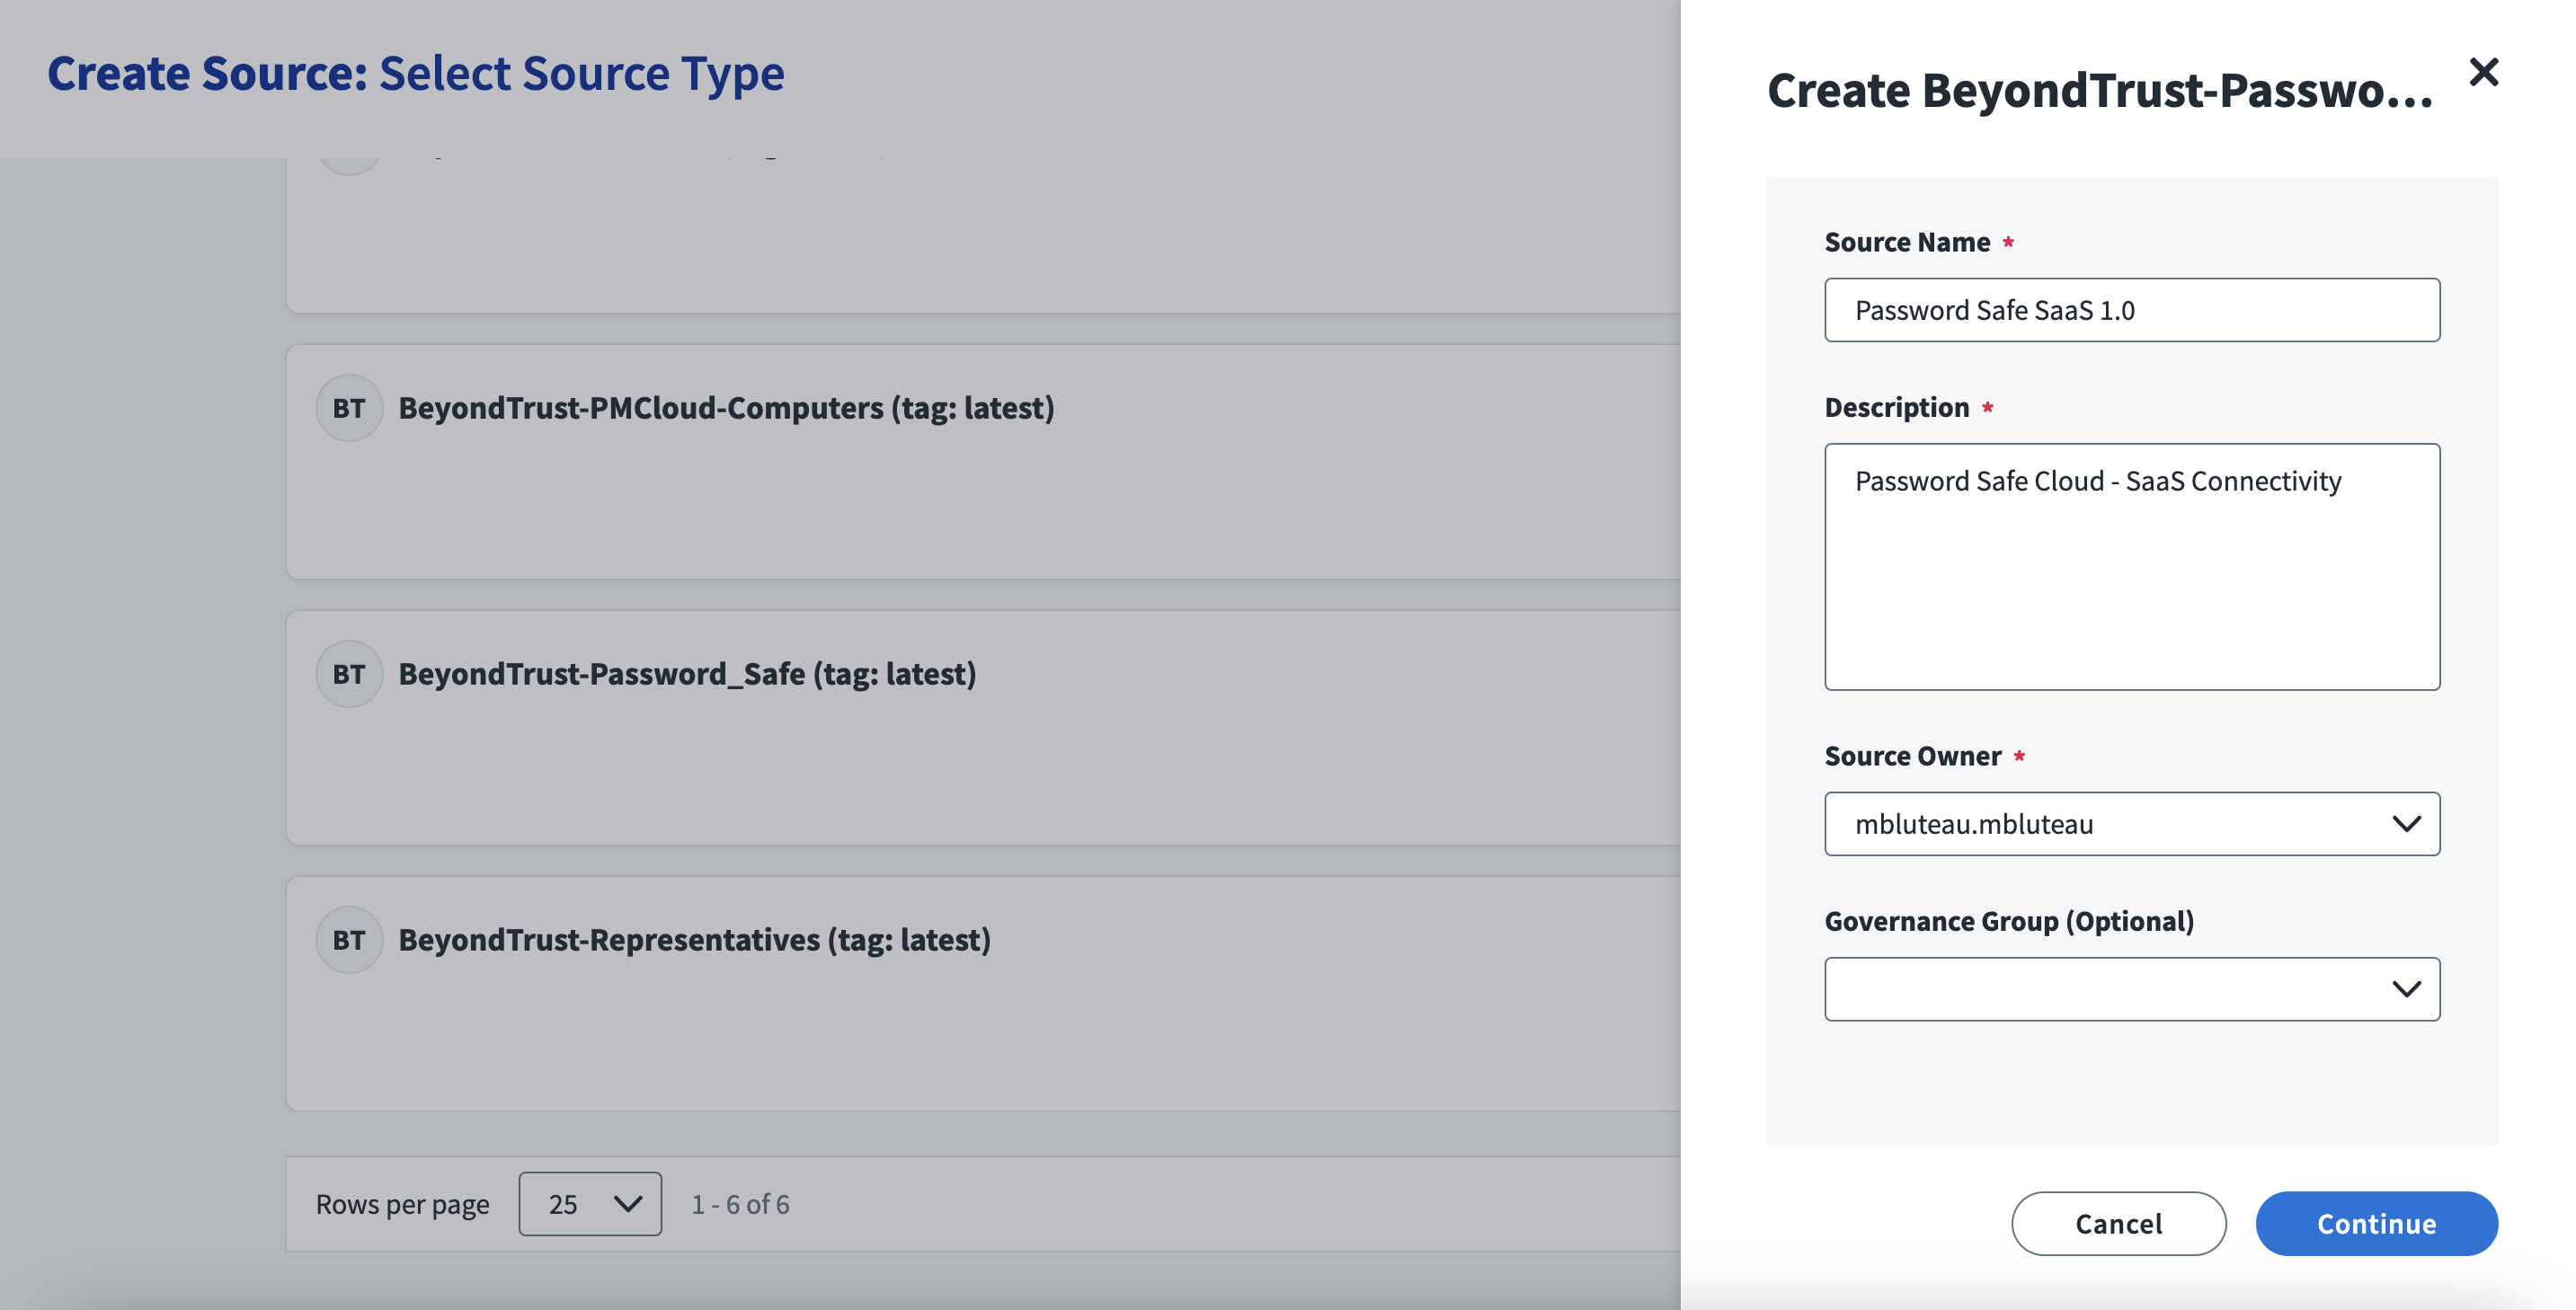 Create Source: Select Source Type
BT BeyondTrust-PMCloud-Computers (tag: latest)
BT BeyondTrust-Password_Safe (tag: latest)
BT BeyondTrust-Representatives (tag: latest)
Rows per page 25 1 - 6 of 6
Create BeyondTrust-Passwo...
Source Name *
Password Safe SaaS 1.0
Description *
Password Safe Cloud - SaaS Connectivity
Source Owner *
mbluteau.mbluteau
Governance Group (Optional)
Cancel Continue